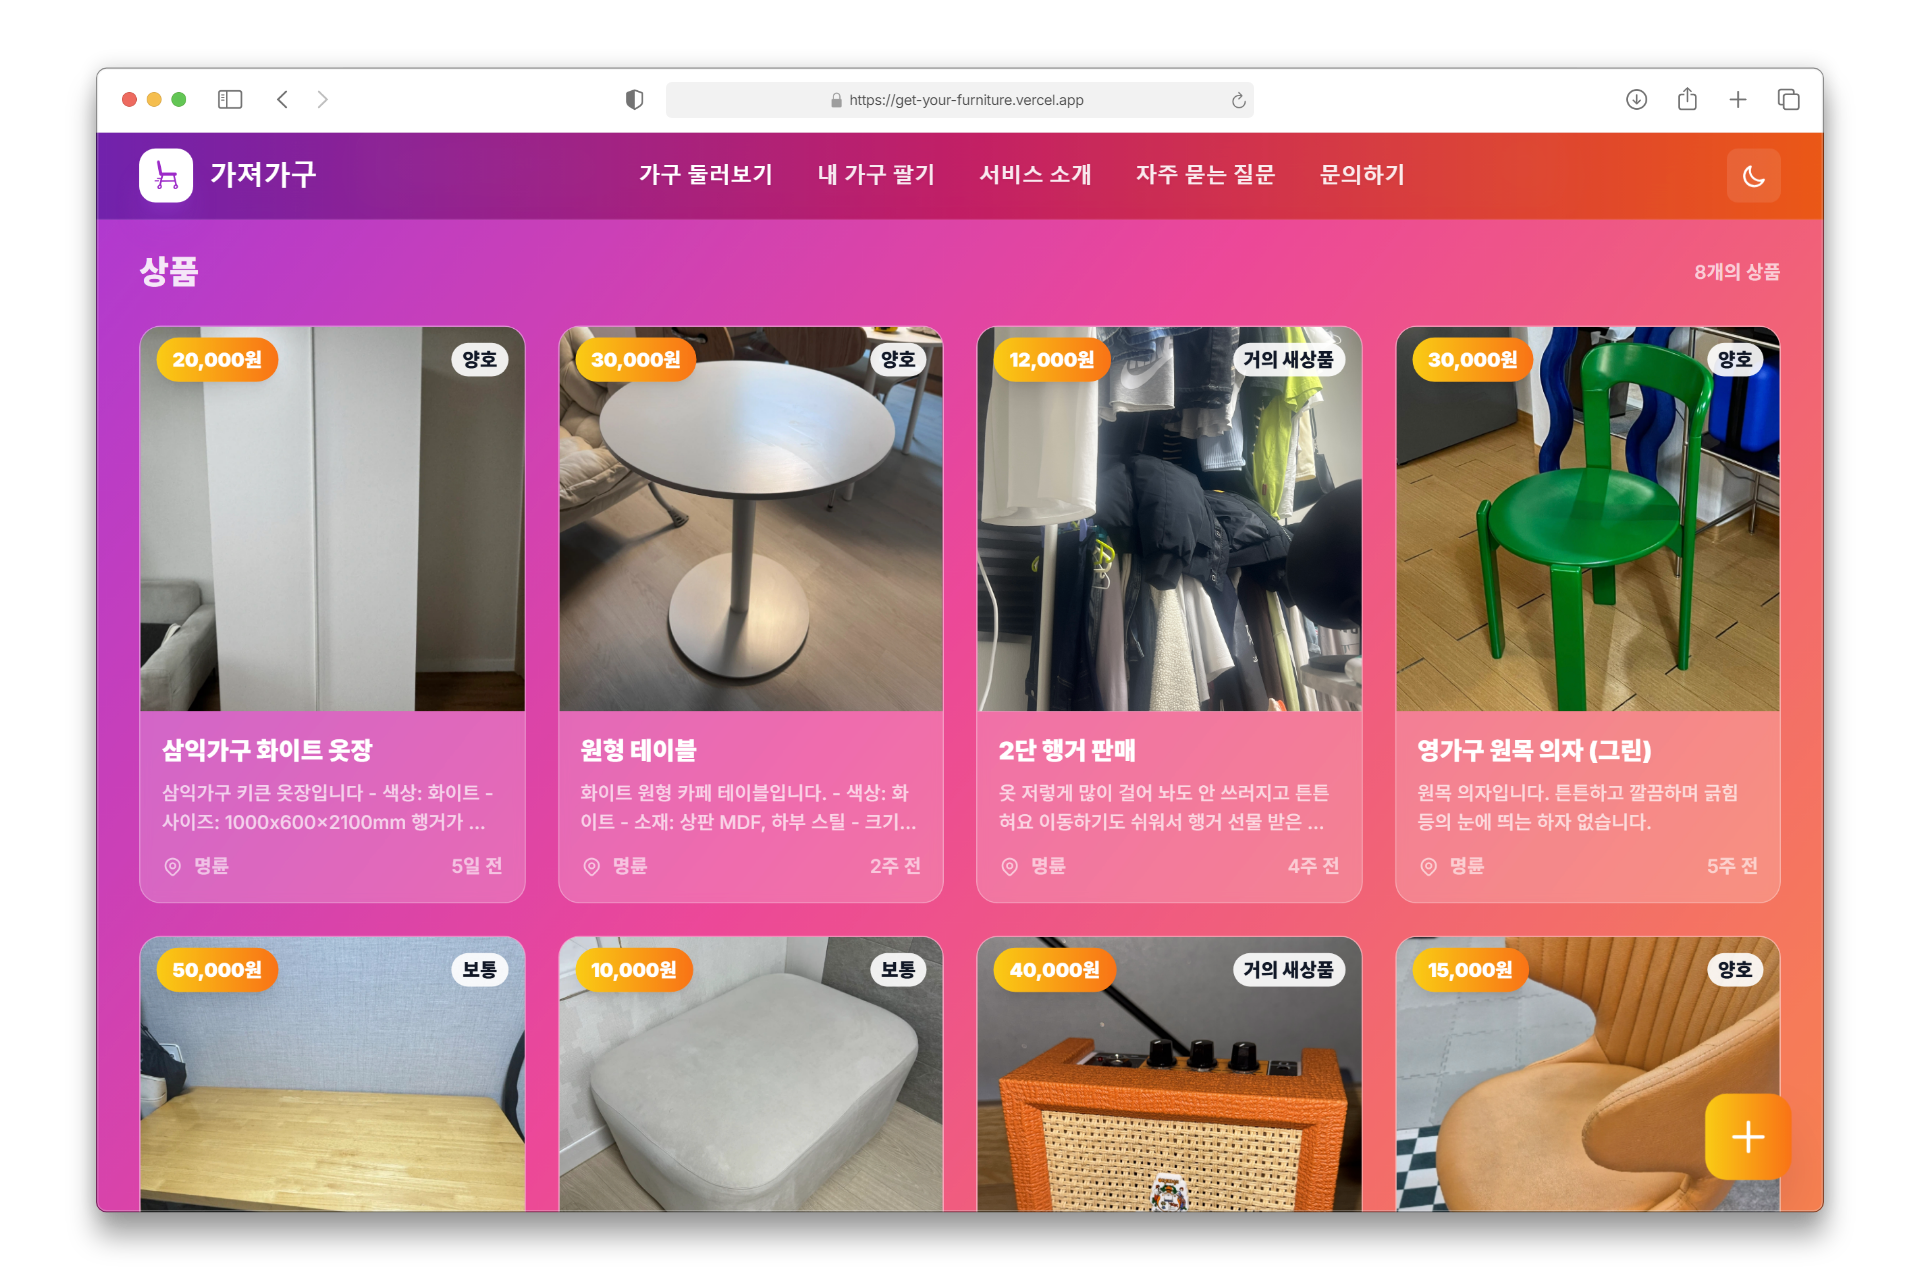 https://get-your-furniture.vercel.app
가져가구
가구 둘러보기
내 가구 팔기
서비스 소개
자주 묻는 질문
문의하기
상품
8개의 상품
20,000원
양호
30,000원
양호
12,000원
거의 새상품
30,000원
양호
삼익가구 화이트 옷장
삼익가구 키큰 옷장입니다 - 색상: 화이트 -
사이즈: 1000x600x2100mm 행거가 ...
명륜
5일 전
원형 테이블
화이트 원형 카페 테이블입니다. - 색상: 화
이트 - 소재: 상판 MDF, 하부 스틸 - 크기...
명륜
2주 전
2단 행거 판매
옷 저렇게 많이 걸어 놔도 안 쓰러지고 튼튼
혀요 이동하기도 쉬워서 행거 선물 받은 ...
명륜
4주 전
영가구 원목 의자 (그린)
원목 의자입니다. 튼튼하고 깔끔하며 긁힘
등의 눈에 띄는 하자 없습니다.
명륜
5주 전
50,000원
보통
10,000원
보통
40,000원
거의 새상품
15,000원
양호